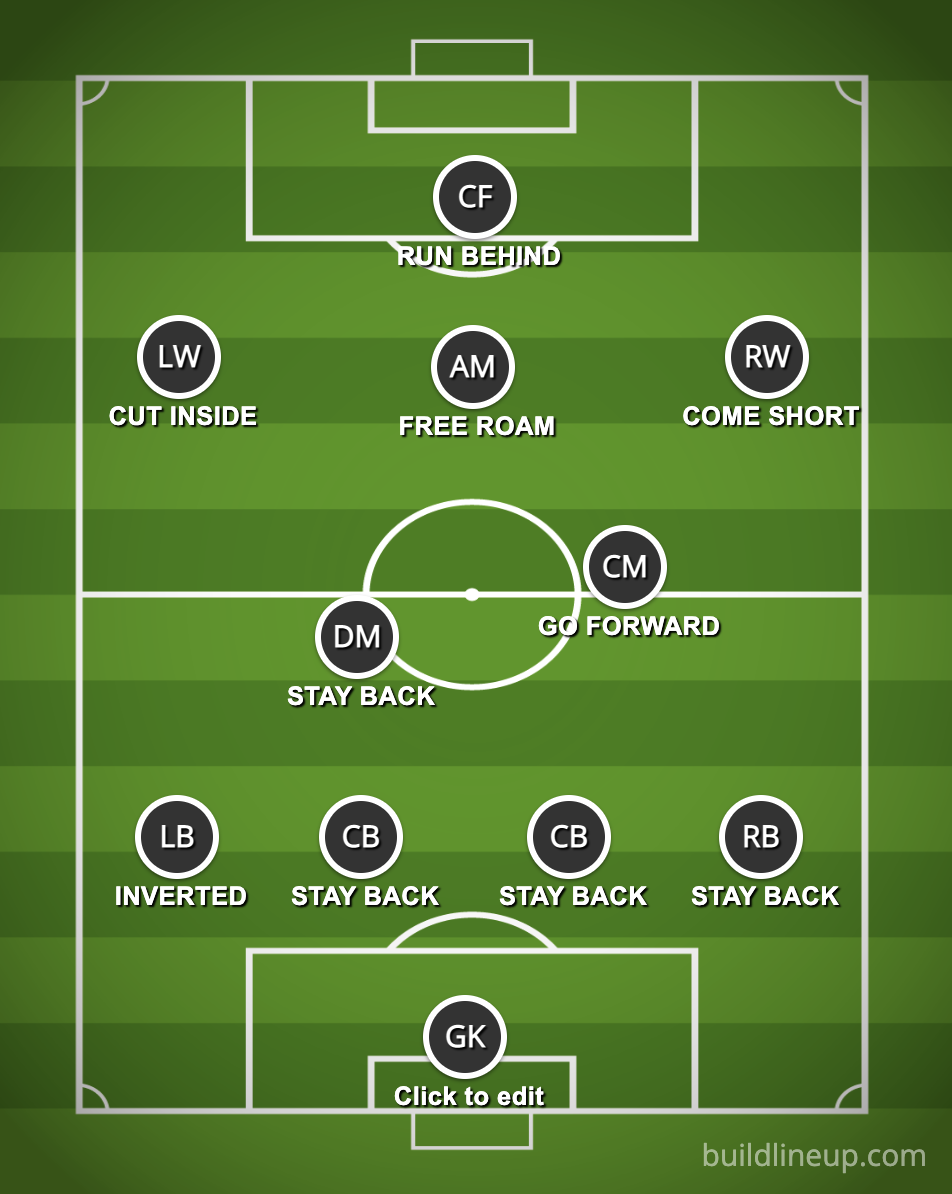 CF
RUN BEHIND
LW
AM
RW
CUT INSIDE
FREE ROAM
COME SHORT
CM
GO FORWARD
DM
STAY BACK
LB
CB
CB
RB
INVERTED
STAY BACK
STAY BACK
STAY BACK
GK
Click to edit
buildlineup.com